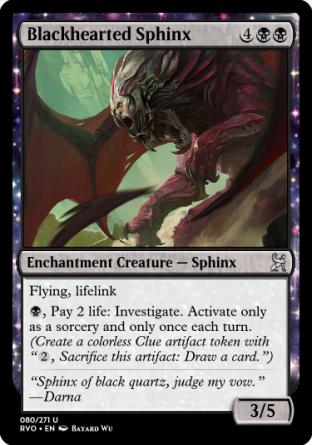 Blackhearted Sphinx 4
Enchantment Creature — Sphinx
Flying, lifelink
, Pay 2 life: Investigate. Activate only
as a sorcery and only once each turn.
(Create a colorless Clue artifact token with
“2, Sacrifice this artifact: Draw a card.”)
“Sphinx of black quartz, judge my vow.”
—Darna
3/5
080/271 U
RVO • EN BAYARD WU